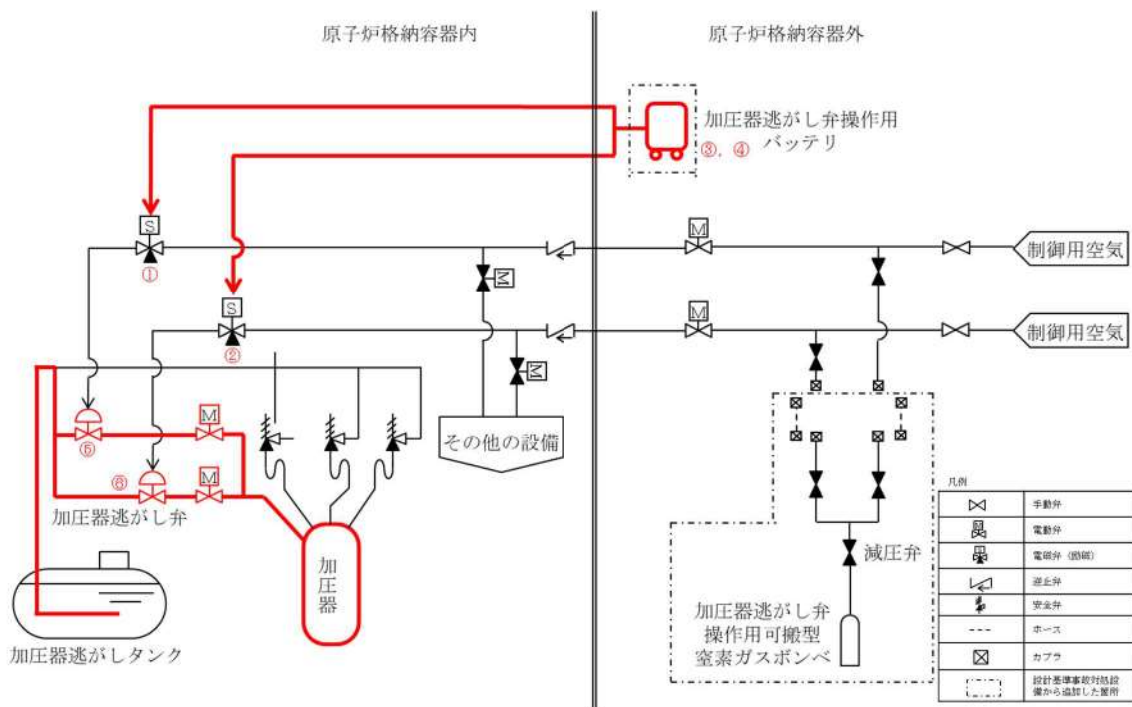 原子炉格納容器内
原子炉格納容器外
加圧器逃がし弁操作用
バッテリ
③，④
S
①
M
制御用空気
M
S
②
M
制御用空気
M
M
⑤
M
⑥
加圧器逃がし弁
その他の設備
加圧器
減圧弁
加圧器逃がし弁
操作用可搬型
窒素ガスボンベ
加圧器逃がしタンク
凡例
手動弁
M
電動弁
電磁弁（励磁）
逆止弁
安全弁
ホース
カプラ
設計基準事故対処設
備から追加した箇所